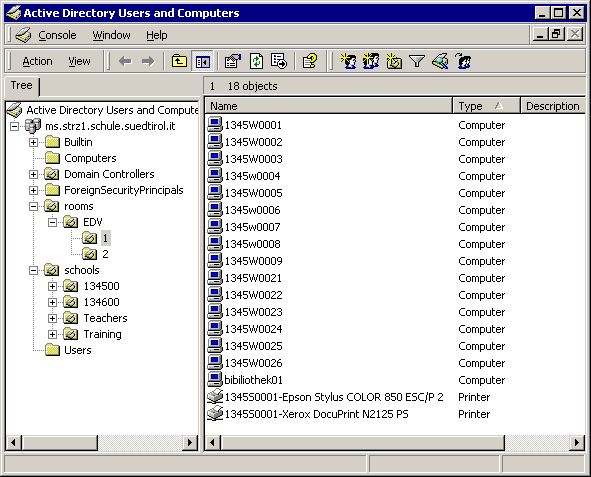 Active Directory Users and Computers
Console Window Help
Action View
Tree
1 18 objects
Active Directory Users and Compute
ms.strz1.schule.suedtirol.it
Builtin
Computers
Domain Controllers
ForeignSecurityPrincipals
rooms
EDV
1
2
schools
134500
134600
Teachers
Training
Users
Name Type Description
1345W0001 Computer
1345W0002 Computer
1345W0003 Computer
1345w0004 Computer
1345W0005 Computer
1345w0006 Computer
1345w0007 Computer
1345w0008 Computer
1345W0009 Computer
1345W0021 Computer
1345W0022 Computer
1345W0023 Computer
1345W0024 Computer
1345W0025 Computer
1345W0026 Computer
bibiliothek01 Computer
1345S0001-Epson Stylus COLOR 850 ESC/P 2 Printer
1345S0001-Xerox DocuPrint N2125 PS Printer